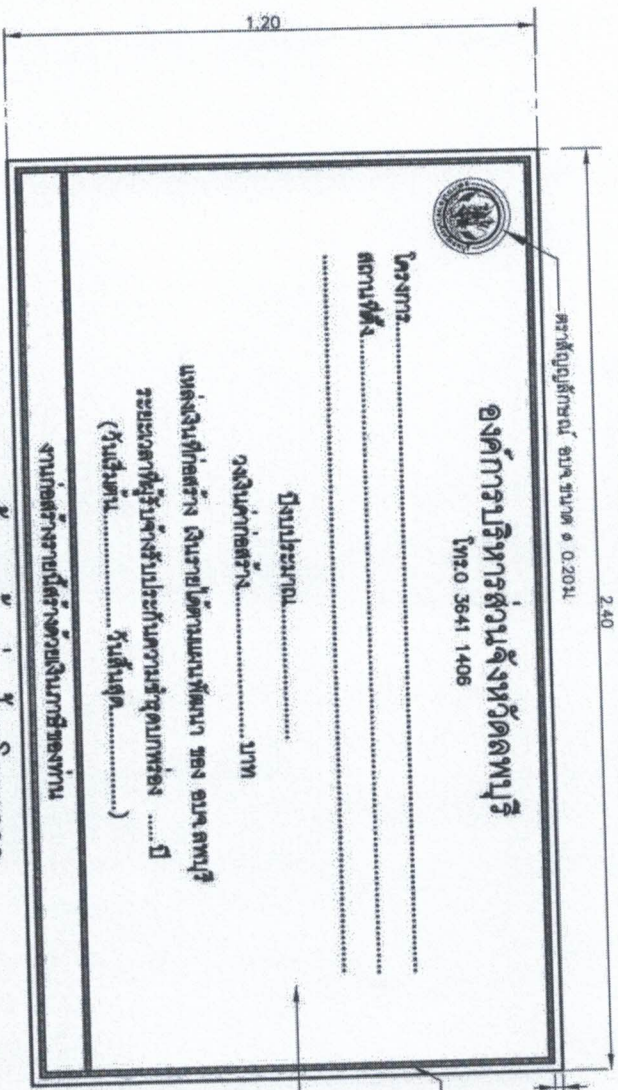 2.40
1.20
ตราสัญญลักษณ์ อบจ. ขนาด ø 0.20ม.
องค์การบริหารส่วนจังหวัดลพบุรี
โทร.0 3641 1406
โครงการ..............................
สถานที่ตั้ง..............................
..............................
ปีงบประมาณ..............................
วงเงินค่าก่อสร้าง..............................บาท
แหล่งเงินที่ก่อสร้าง เงินรายได้ตามแผนพัฒนา ของ อบจ.ลพบุรี
ระยะเวลาที่ผู้รับจ้างรับประกันความชำรุดบกพร่อง .....ปี
(วันเริ่มต้น....................วันสิ้นสุด....................)
งานก่อสร้างรายนี้สร้างด้วยเงินภาษีของท่าน